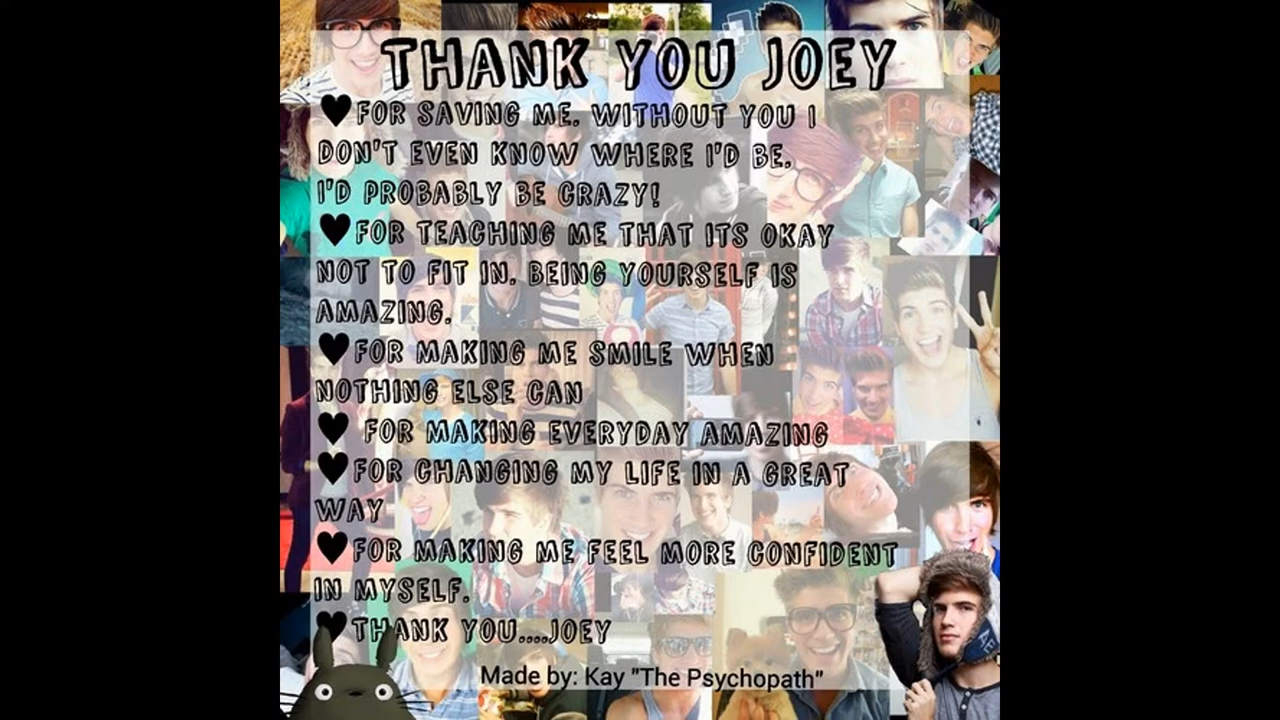 THANK YOU JOEY
♥FOR SAVING ME. WITHOUT YOU I
DON'T EVEN KNOW WHERE I'D BE.
I'D PROBABLY BE CRAZY!
♥FOR TEACHING ME THAT ITS OKAY
NOT TO FIT IN. BEING YOURSELF IS
AMAZING.
♥FOR MAKING ME SMILE WHEN
NOTHING ELSE CAN
♥ FOR MAKING EVERYDAY AMAZING
♥FOR CHANGING MY LIFE IN A GREAT
WAY
♥FOR MAKING ME FEEL MORE CONFIDENT
IN MYSELF.
♥THANK YOU....JOEY
Made by: Kay "The Psychopath"